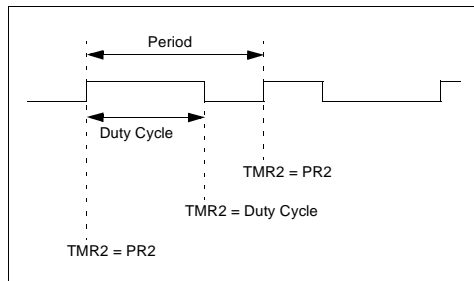 Period
Duty Cycle
TMR2 = PR2
TMR2 = Duty Cycle
TMR2 = PR2